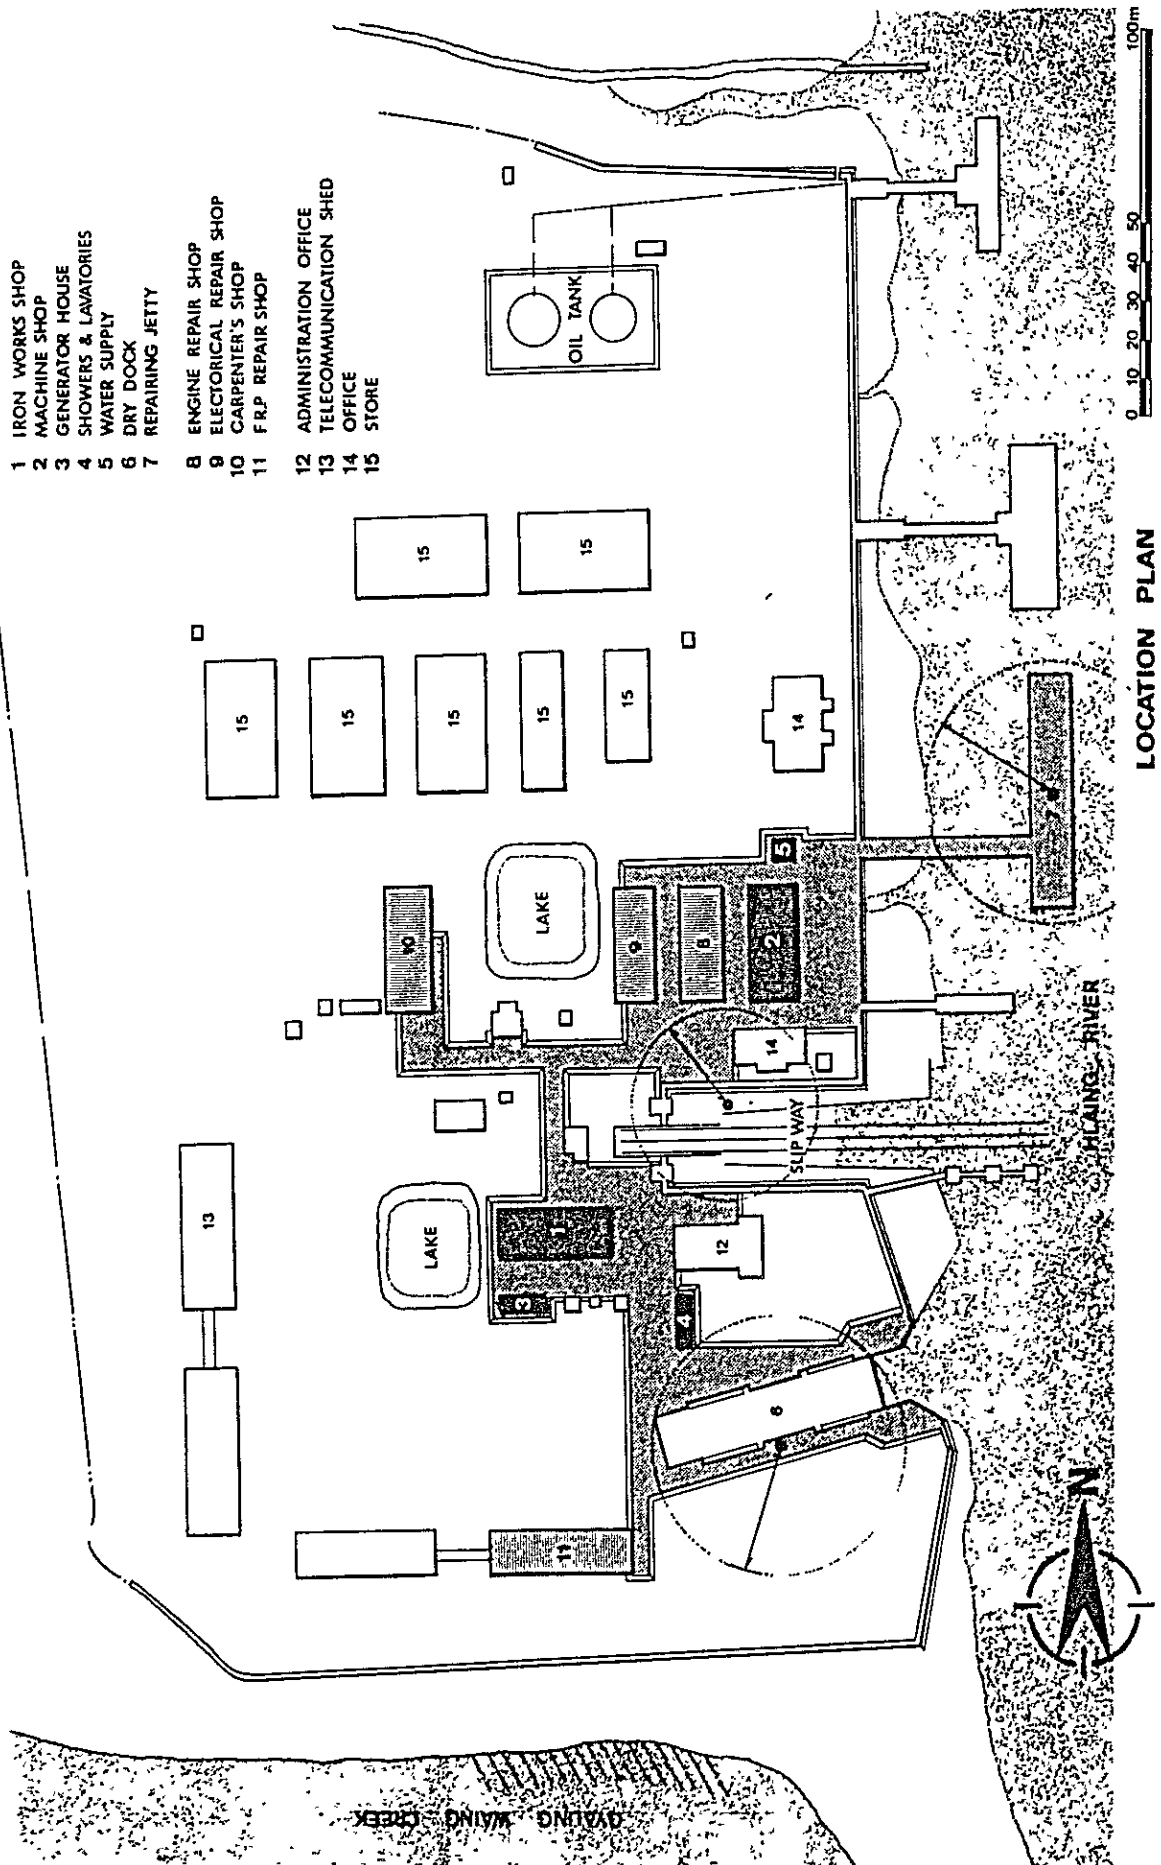 1 IRON WORKS SHOP
2 MACHINE SHOP
3 GENERATOR HOUSE
4 SHOWERS & LAVATORIES
5 WATER SUPPLY
6 DRY DOCK
7 REPAIRING JETTY
8 ENGINE REPAIR SHOP
9 ELECTORICAL REPAIR SHOP
10 CARPENTER'S SHOP
11 F.R.P REPAIR SHOP
12 ADMINISTRATION OFFICE
13 TELECOMMUNICATION SHED
14 OFFICE
15 STORE
13
15
15
15
15
15
15
15
OIL TANK
LAKE
LAKE
10
9
8
2
5
14
14
1
3
4
12
6
11
7
SLIP WAY
HLAING RIVER
GYAUNG WAING CREEK
N
0 10 20 30 40 50 100m
LOCATION PLAN